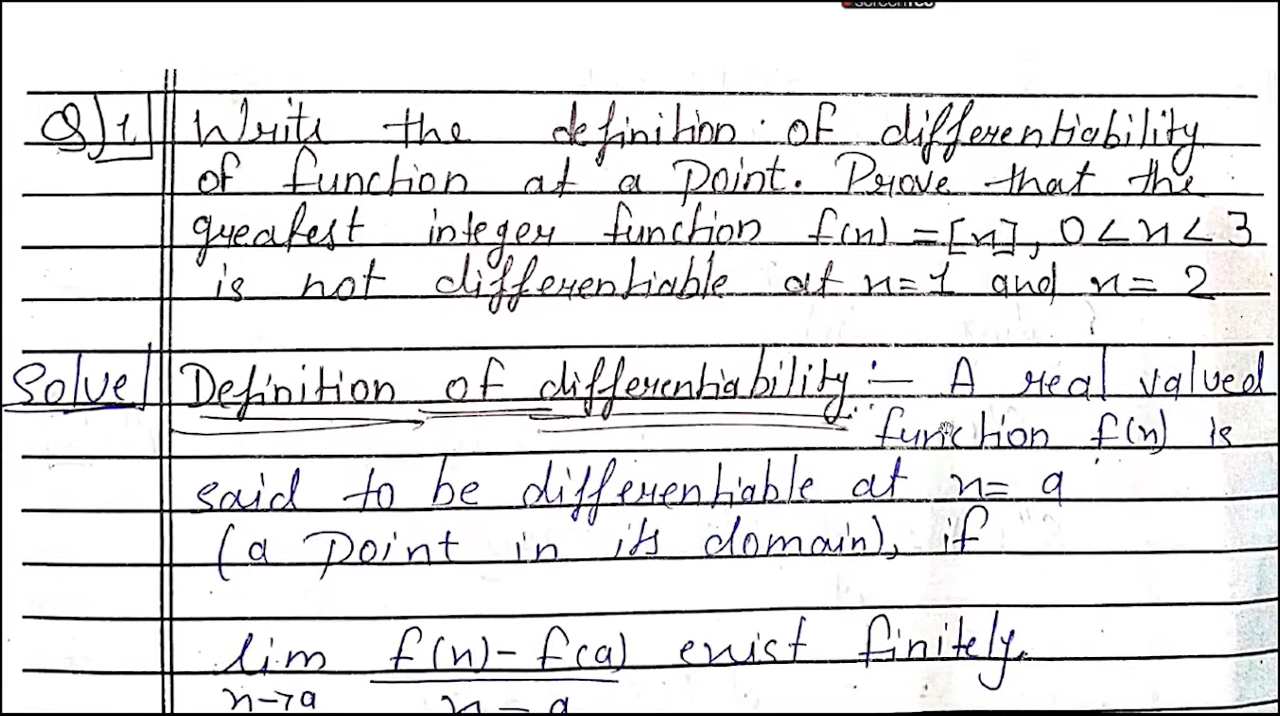 Q)1 Write the definition of differentiability
of function at a point. Prove that the
greatest integer function f(x) = [x], 0 < x < 3
is not differentiable at x = 1 and x = 2
Solve Definition of differentiability :- A real valued
function f(x) is
said to be differentiable at x = a
(a point in its domain), if
lim f(x) - f(a) exist finitely.
x→a x - a